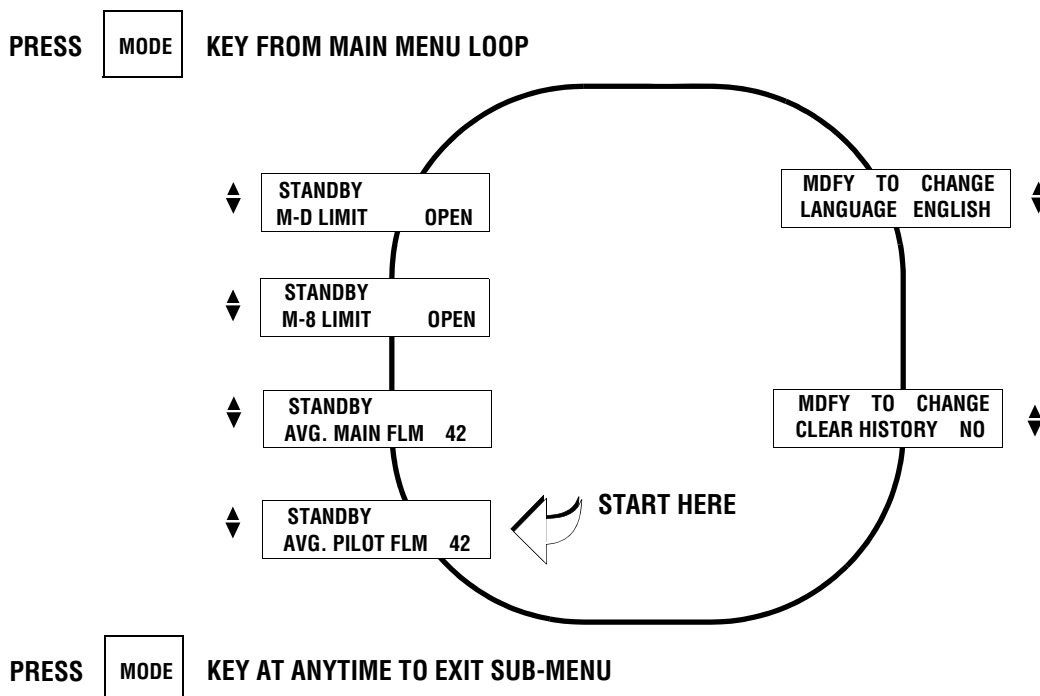 PRESS MODE KEY FROM MAIN MENU LOOP
STANDBY
M-D LIMIT OPEN
MDFY TO CHANGE
LANGUAGE ENGLISH
STANDBY
M-8 LIMIT OPEN
STANDBY
AVG. MAIN FLM 42
MDFY TO CHANGE
CLEAR HISTORY NO
STANDBY
AVG. PILOT FLM 42
START HERE
PRESS MODE KEY AT ANYTIME TO EXIT SUB-MENU